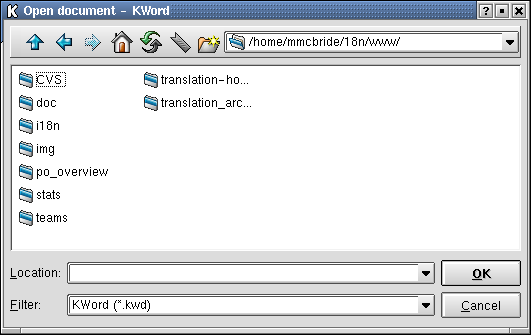 Open document - KWord
/home/mmcbride/18n/www/
CVS
doc
i18n
img
po_overview
stats
teams
translation-ho...
translation_arc...
Location:
OK
Filter:
KWord (*.kwd)
Cancel